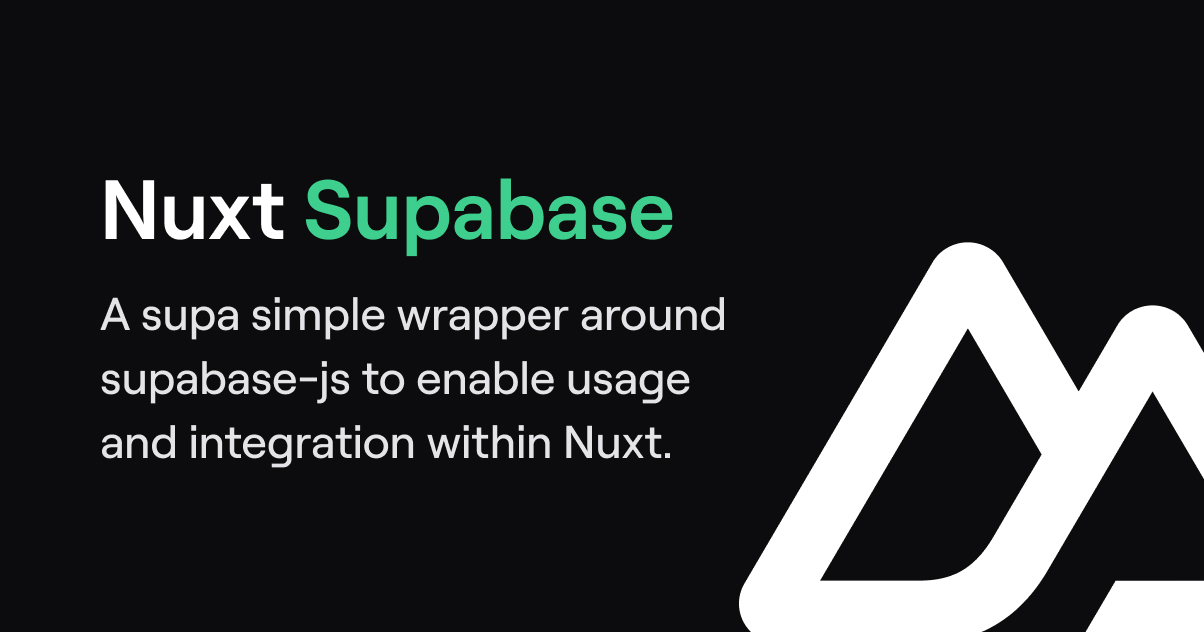 Nuxt Supabase
A supa simple wrapper around
supabase-js to enable usage
and integration within Nuxt.